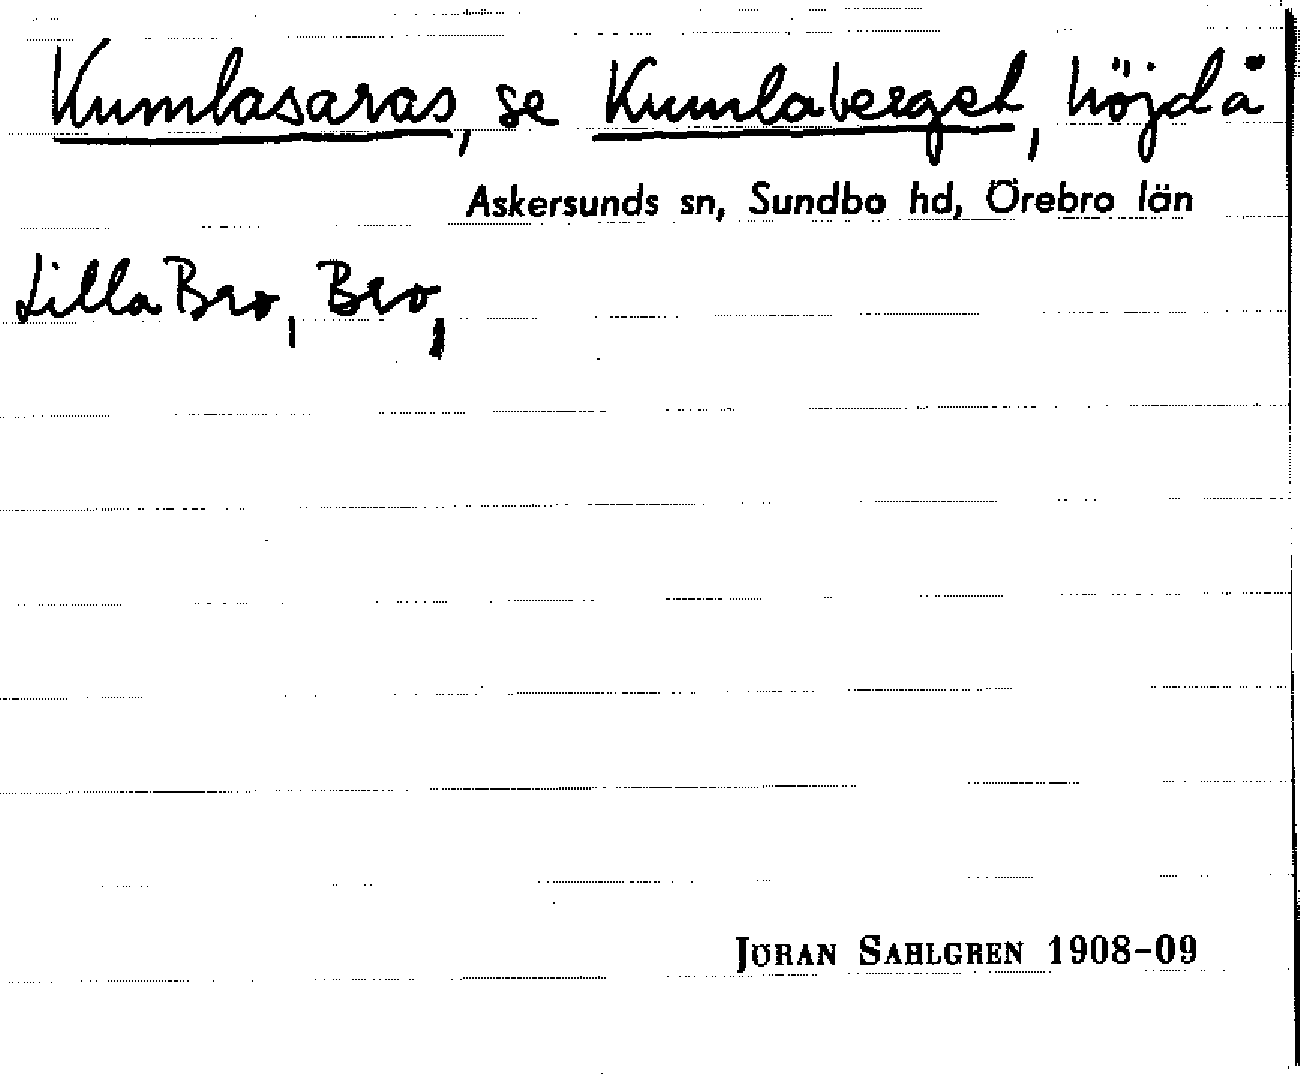 Kumlasaras, se Kumlaberget, höjd å
Askersunds sn, Sundbo hd, Örebro län
Lilla Bro, Bro,
JÖRAN SAHLGREN 1908-09